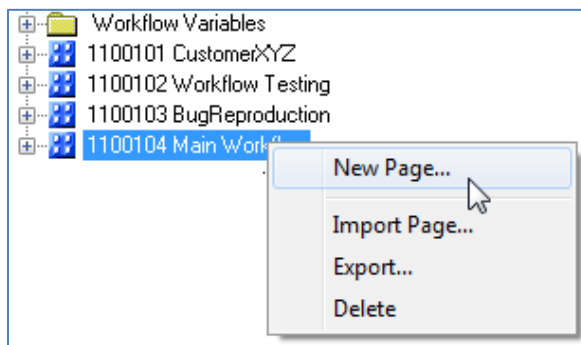 Workflow Variables
1100101 CustomerXYZ
1100102 Workflow Testing
1100103 BugReproduction
1100104 Main
New Page...
Import Page...
Export...
Delete